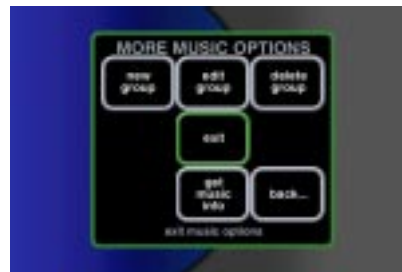 MORE MUSIC OPTIONS
new group
edit group
delete group
exit
get music info
back...
exit music options